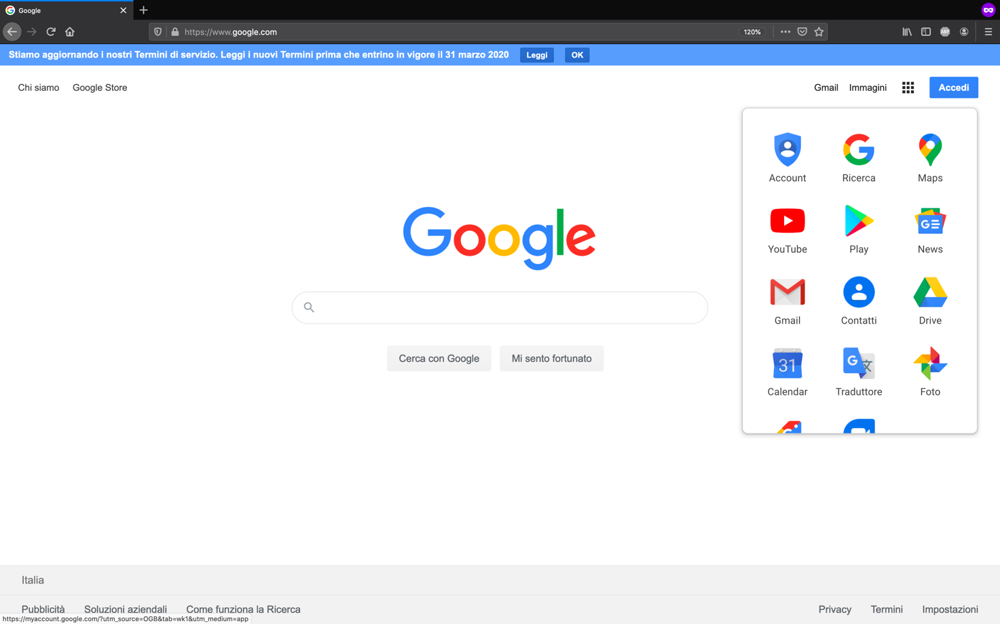 Google
https://www.google.com
120%
ABP
Stiamo aggiornando i nostri Termini di servizio. Leggi i nuovi Termini prima che entrino in vigore il 31 marzo 2020
Leggi
OK
Chi siamo
Google Store
Gmail
Immagini
Accedi
Account
Ricerca
Maps
Google
YouTube
Play
News
Gmail
Contatti
Drive
31
Calendar
Traduttore
Foto
Cerca con Google
Mi sento fortunato
Italia
Pubblicità
Soluzioni aziendali
Come funziona la Ricerca
Privacy
Termini
Impostazioni
https://myaccount.google.com/?utm_source=OGB&tab=wk1&utm_medium=app